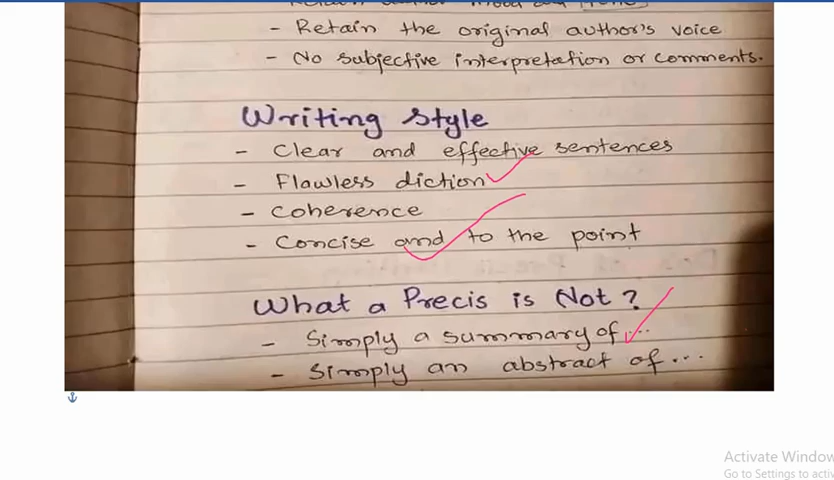 - Retain the original author's voice
- No subjective interpretation or comments.
Writing Style
- Clear and effective sentences
- Flawless diction
- Coherence
- Concise and to the point
What a Precis is Not?
- Simply a summary of...
- Simply an abstract of...
Activate Window
Go to Settings to activ